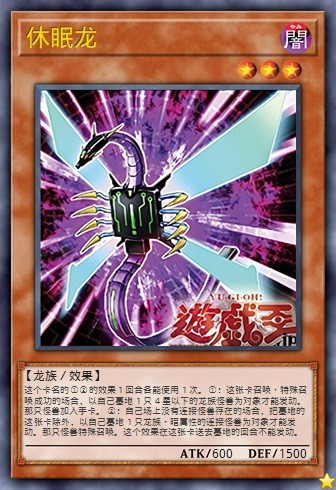 休眠龙
闇
YU-GI-OH!
遊戯王
.jp
【龙族／效果】
这个卡名的①②的效果1回合各能使用1次。①：这张卡召唤·特殊召
唤成功的场合，以自己墓地1只4星以下的龙族怪兽为对象才能发动。
那只怪兽加入手卡。②：自己场上没有连接怪兽存在的场合，把墓地的
这张卡除外，以自己墓地1只龙族·暗属性的连接怪兽为对象才能发
动。那只怪兽特殊召唤。这个效果在这张卡送去墓地的回合不能发动。
ATK/600 DEF/1500